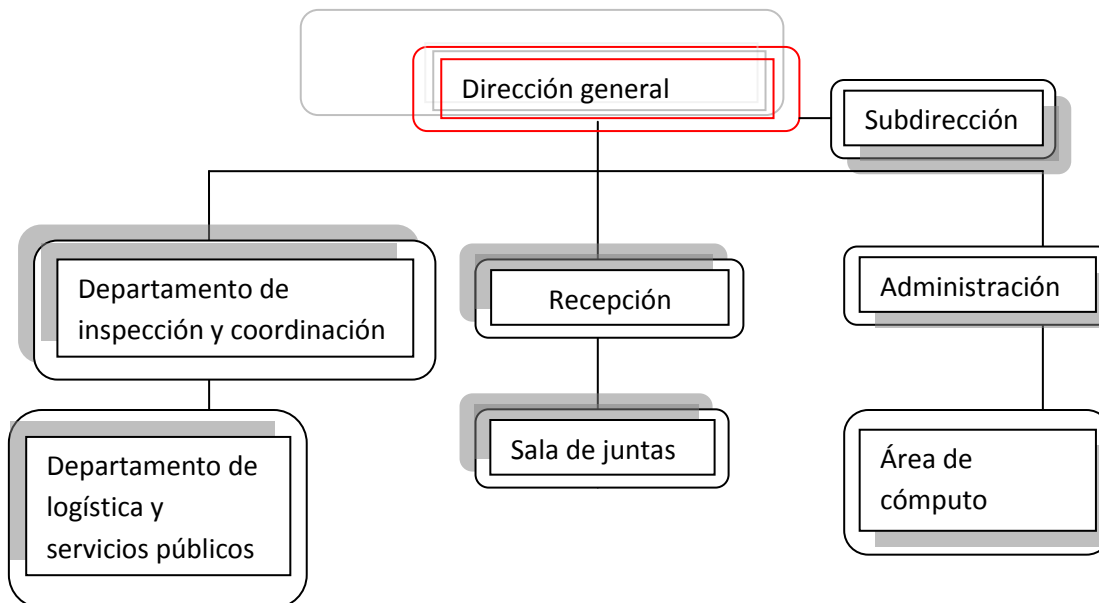 Dirección general
Subdirección
Departamento de
inspección y coordinación
Recepción
Administración
Departamento de
logística y
servicios públicos
Sala de juntas
Área de
cómputo